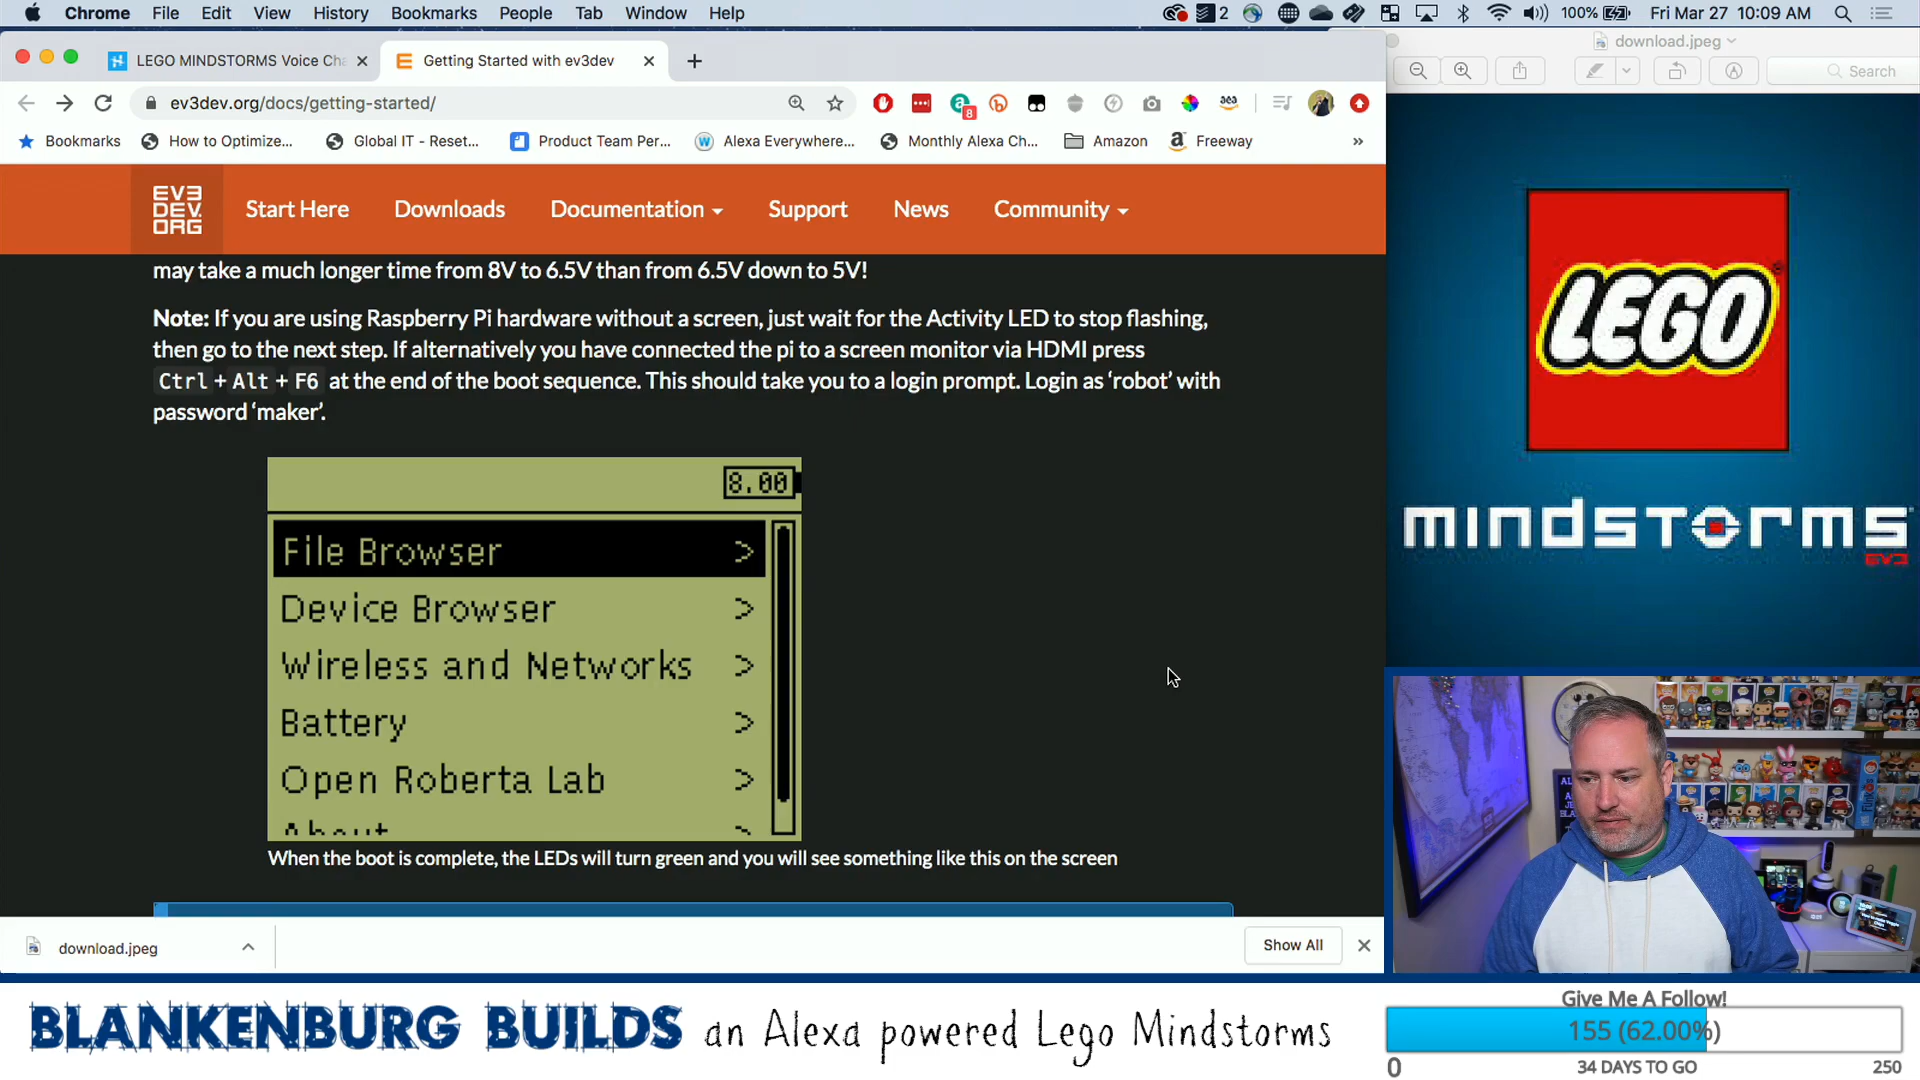 Chrome File Edit View History Bookmarks People Tab Window Help
2 100% Fri Mar 27 10:09 AM
LEGO MINDSTORMS Voice Cha
Getting Started with ev3dev
download.jpeg
ev3dev.org/docs/getting-started/
8
Search
Bookmarks How to Optimize... Global IT - Reset... Product Team Per... Alexa Everywhere... Monthly Alexa Ch... Amazon Freeway
EV3
DEV.
ORG
Start Here Downloads Documentation Support News Community
may take a much longer time from 8V to 6.5V than from 6.5V down to 5V!
Note: If you are using Raspberry Pi hardware without a screen, just wait for the Activity LED to stop flashing,
then go to the next step. If alternatively you have connected the pi to a screen monitor via HDMI press
Ctrl + Alt + F6 at the end of the boot sequence. This should take you to a login prompt. Login as ‘robot’ with
password ‘maker’.
8.00
File Browser >
Device Browser >
Wireless and Networks >
Battery >
Open Roberta Lab >
About >
When the boot is complete, the LEDs will turn green and you will see something like this on the screen
LEGO
mindstorms
EV3
download.jpeg
Show All
BLANKENBURG BUILDS an Alexa powered Lego Mindstorms
Give Me A Follow!
155 (62.00%)
0 34 DAYS TO GO 250